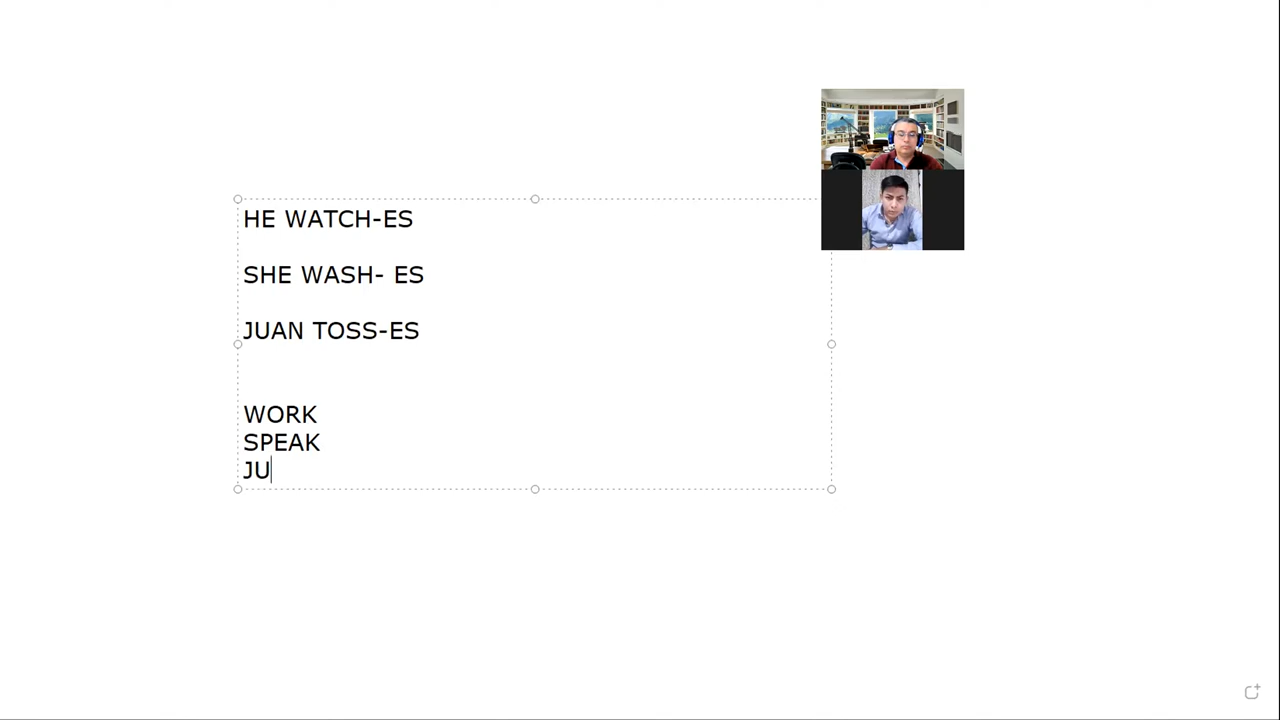 HE WATCH-ES
SHE WASH- ES
JUAN TOSS-ES
WORK
SPEAK
JU